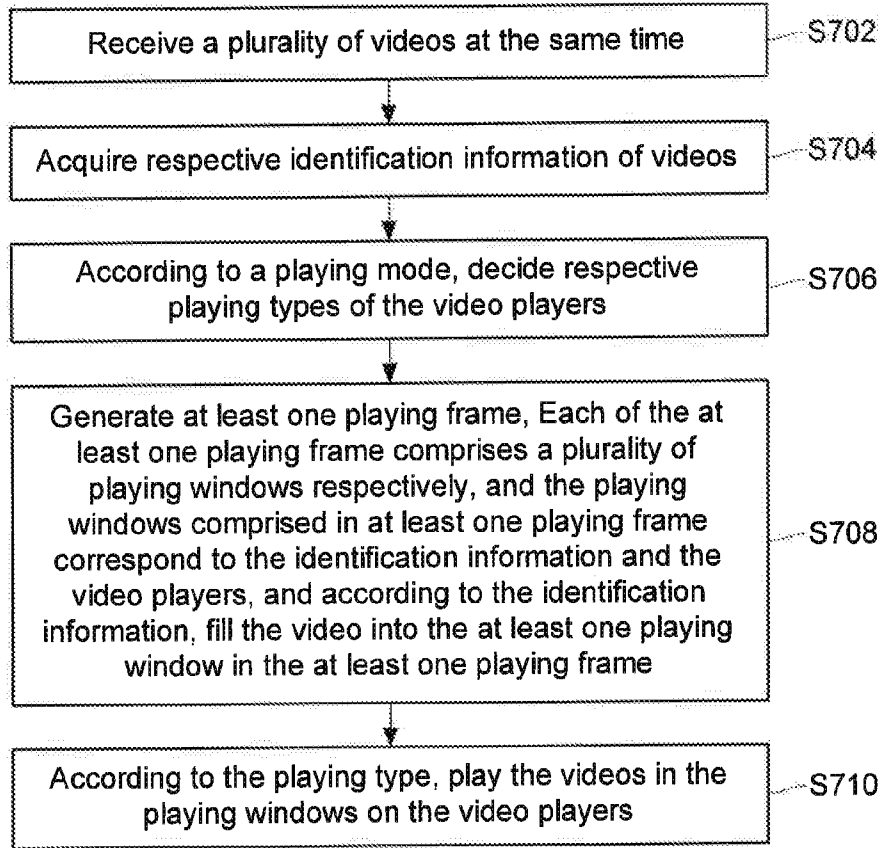 Receive a plurality of videos at the same time
S702
Acquire respective identification information of videos
S704
According to a playing mode, decide respective
playing types of the video players
S706
Generate at least one playing frame, Each of the at
least one playing frame comprises a plurality of
playing windows respectively, and the playing
windows comprised in at least one playing frame
correspond to the identification information and the
video players, and according to the identification
information, fill the video into the at least one playing
window in the at least one playing frame
S708
According to the playing type, play the videos in the
playing windows on the video players
S710